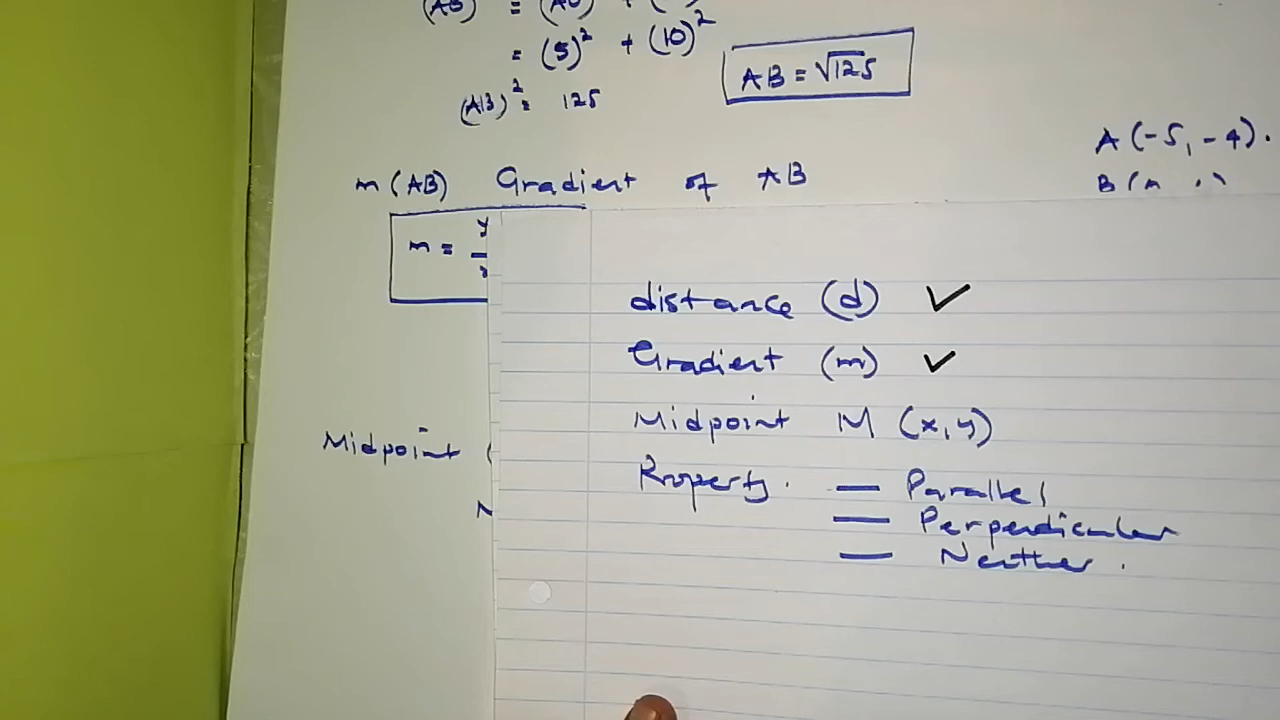 (AB)
= (5)² + (10)²
(AB)² = 125
AB = √125
A (-5, -4).
m (AB) Gradient of AB
m =
distance (d) ✓
Gradient (m) ✓
Midpoint M (x, y)
Midpoint
Property. — Parallel
— Perpendicular
— Neither.